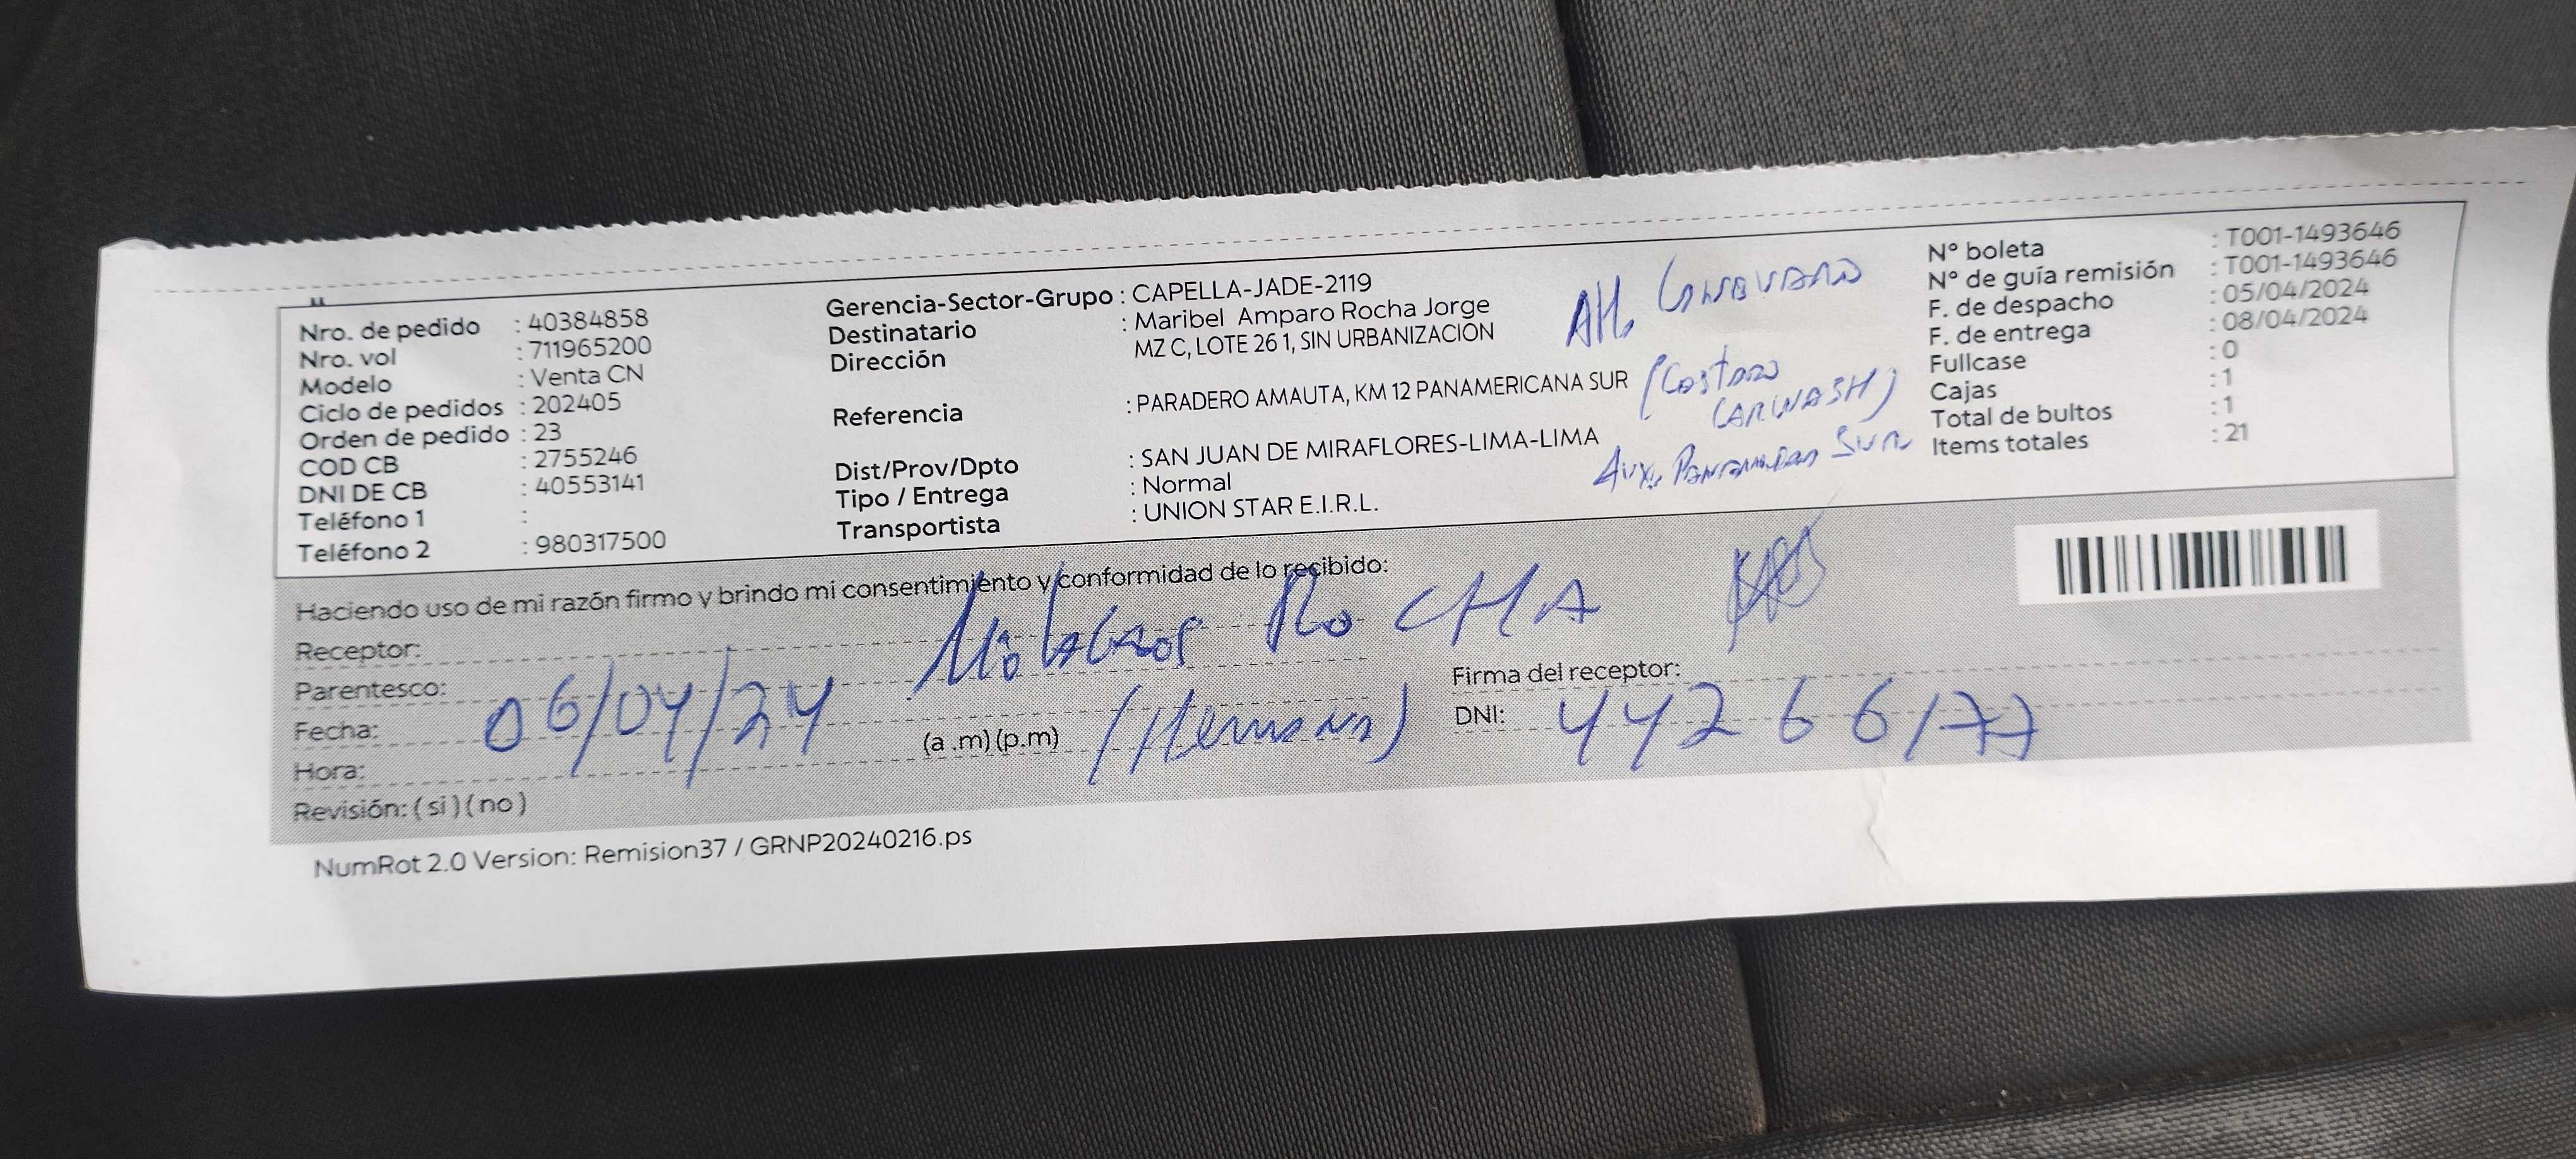 Nro. de pedido : 40384858
Nro. vol : 711965200
Modelo : Venta CN
Ciclo de pedidos : 202405
Orden de pedido : 23
COD CB : 2755246
DNI DE CB : 40553141
Teléfono 1 :
Teléfono 2 : 980317500
Gerencia-Sector-Grupo : CAPELLA-JADE-2119
Destinatario : Maribel Amparo Rocha Jorge
Dirección MZ C, LOTE 26 1, SIN URBANIZACION
Referencia : PARADERO AMAUTA, KM 12 PANAMERICANA SUR
Dist/Prov/Dpto : SAN JUAN DE MIRAFLORES-LIMA-LIMA
Tipo / Entrega : Normal
Transportista : UNION STAR E.I.R.L.
AH.
(Costado
CARWASH)
Aux. Sur
N° boleta : T001-1493646
N° de guía remisión : T001-1493646
F. de despacho : 05/04/2024
F. de entrega : 08/04/2024
Fullcase : 0
Cajas : 1
Total de bultos : 1
Items totales : 21
Haciendo uso de mi razón firmo y brindo mi consentimiento y conformidad de lo recibido:
Receptor: Milagros RoCHA
Parentesco: (Hermana)
Fecha: 06/04/24
Hora: (a .m) (p.m)
Revisión: ( si ) ( no )
Firma del receptor:
DNI: 44266177
NumRot 2.0 Version: Remision37 / GRNP20240216.ps